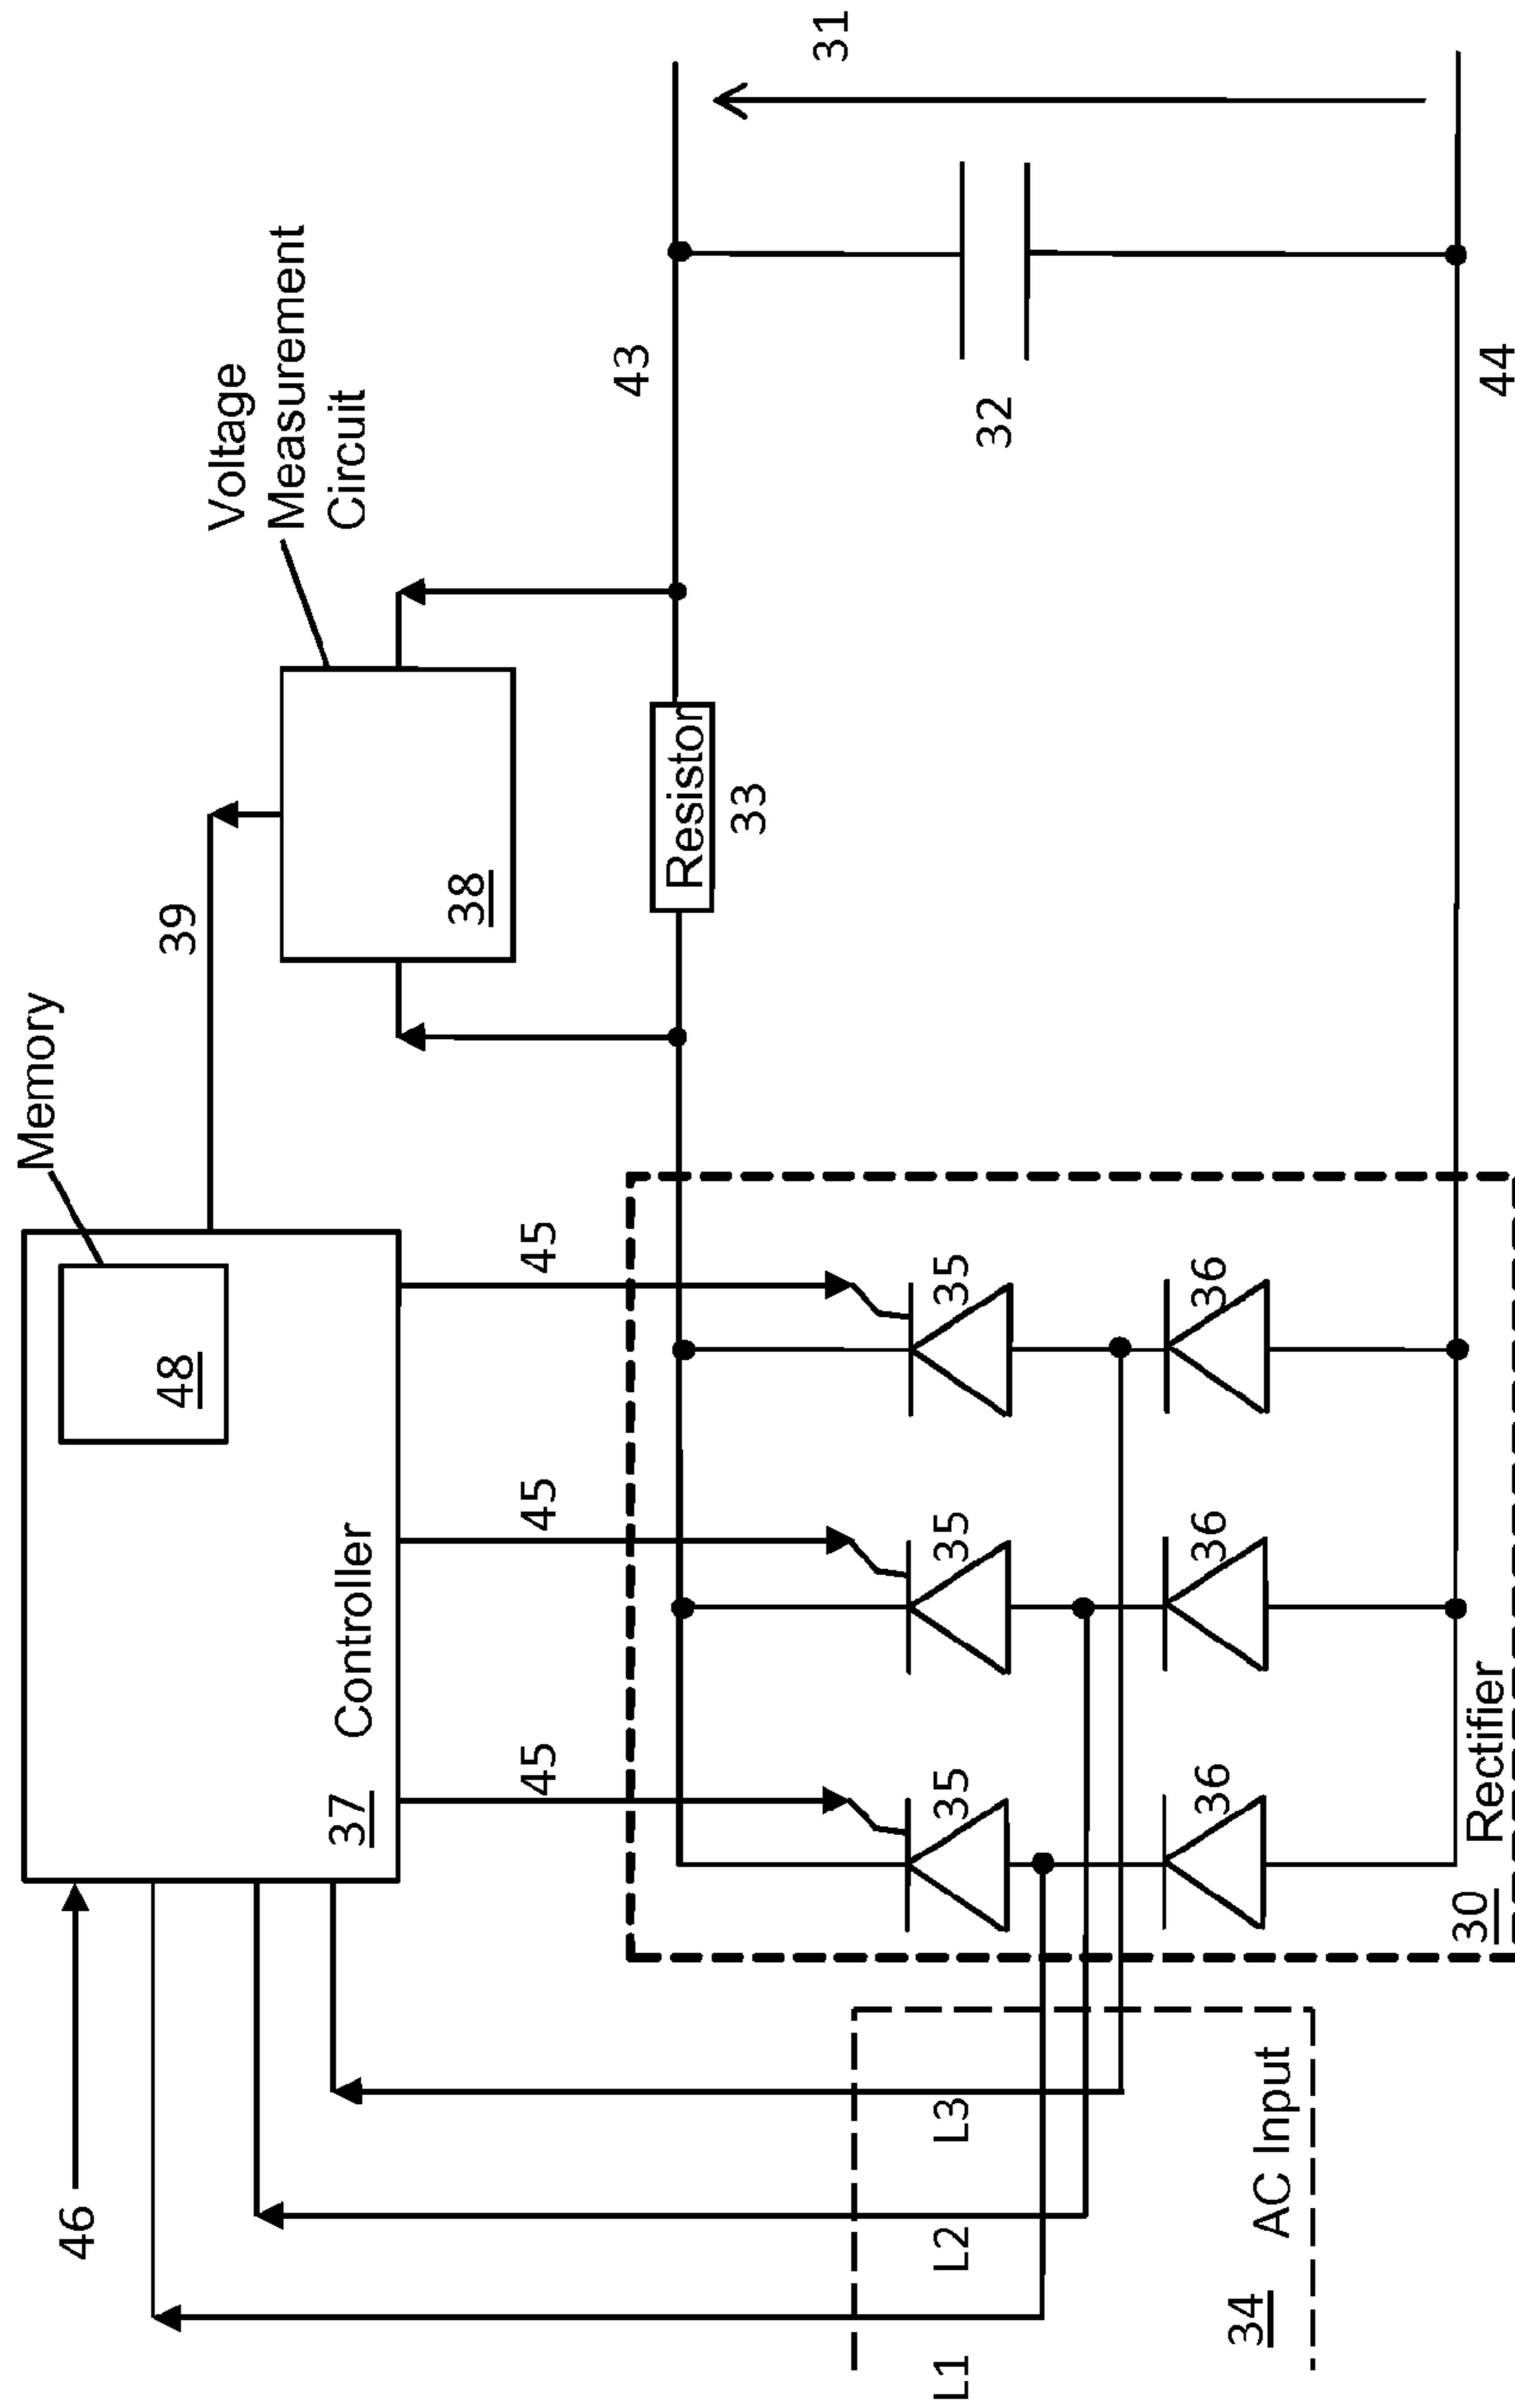 46
Memory
48
37
Controller
39
Voltage
Measurement
Circuit
38
45
45
45
Resistor
33
43
31
32
44
35
35
35
36
36
36
L1
L2
L3
34
AC Input
30
Rectifier